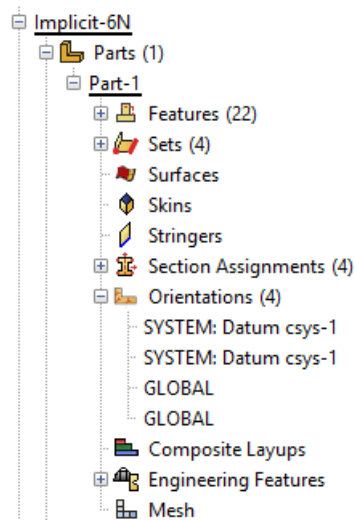 Implicit-6N
Parts (1)
Part-1
Features (22)
Sets (4)
Surfaces
Skins
Stringers
Section Assignments (4)
Orientations (4)
SYSTEM: Datum csys-1
SYSTEM: Datum csys-1
GLOBAL
GLOBAL
Composite Layups
Engineering Features
Mesh